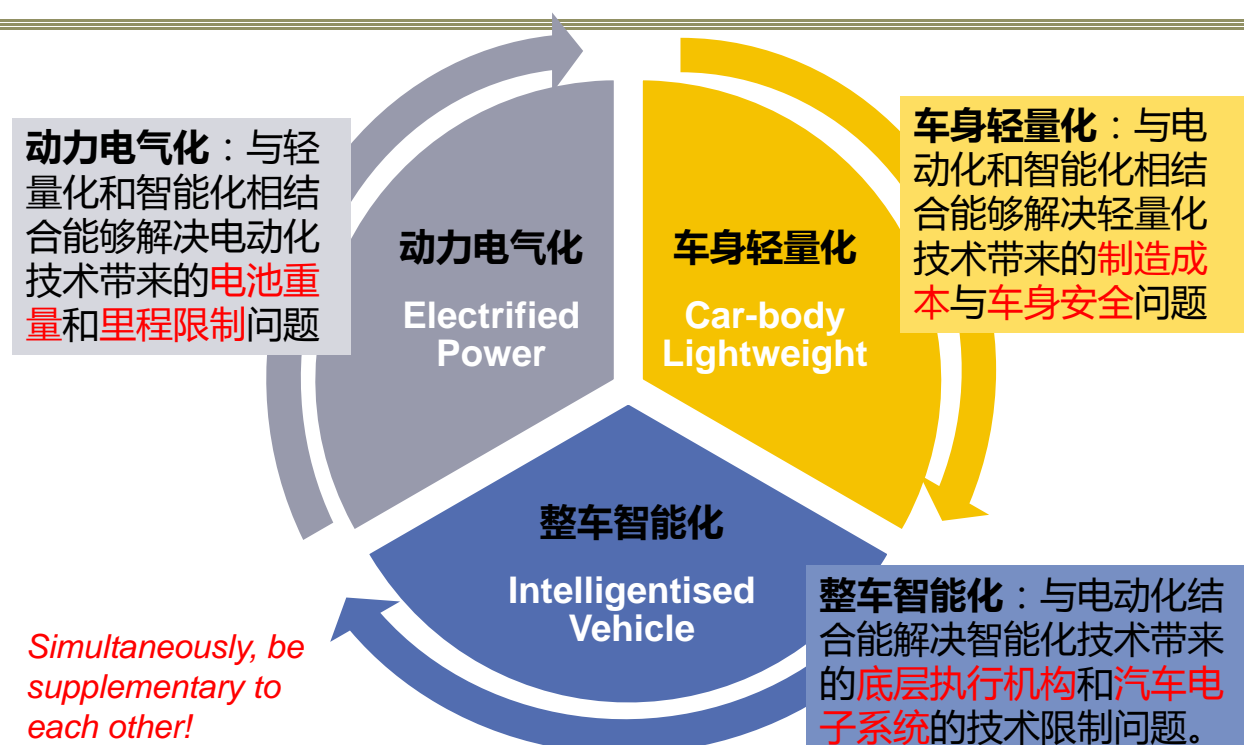 动力电气化：与轻
量化和智能化相结
合能够解决电动化
技术带来的电池重
量和里程限制问题
动力电气化
Electrified
Power
车身轻量化
Car-body
Lightweight
车身轻量化：与电
动化和智能化相结
合能够解决轻量化
技术带来的制造成
本与车身安全问题
整车智能化
Intelligentised
Vehicle
整车智能化：与电动化结
合能解决智能化技术带来
的底层执行机构和汽车电
子系统的技术限制问题。
Simultaneously, be
supplementary to
each other!